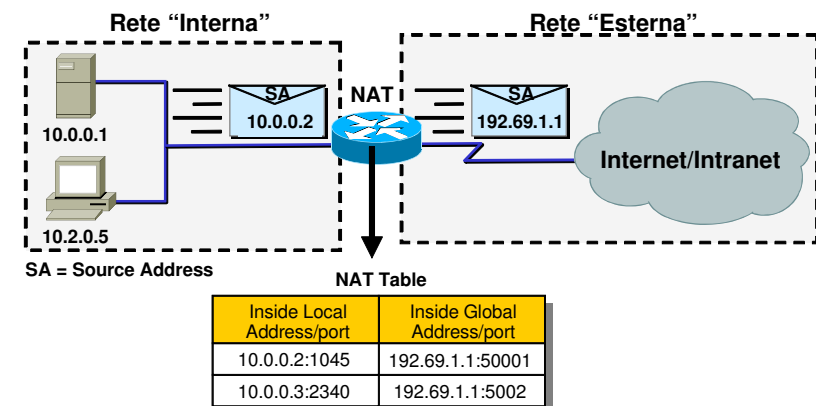 Rete “Interna”
Rete “Esterna”
SA
10.0.0.2
NAT
SA
192.69.1.1
10.0.0.1
Internet/Intranet
10.2.0.5
SA = Source Address
NAT Table
Inside Local
Address/port
Inside Global
Address/port
10.0.0.2:1045
192.69.1.1:50001
10.0.0.3:2340
192.69.1.1:5002